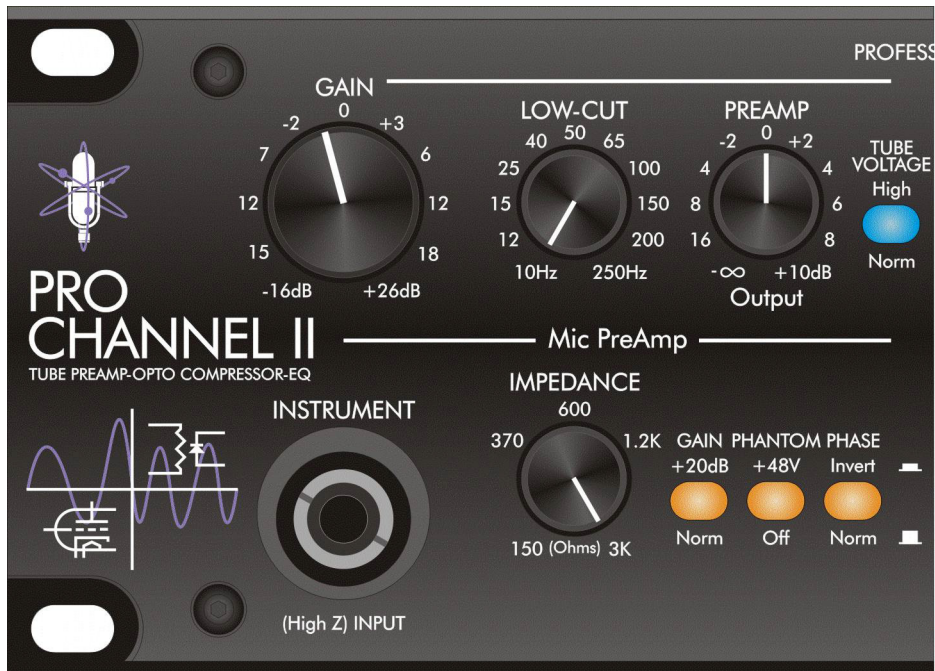 PROFESS
GAIN
-2 0 +3
7 6
12 12
15 18
-16dB +26dB
LOW-CUT
40 50 65
25 100
15 150
12 200
10Hz 250Hz
PREAMP
-2 0 +2
4 4
8 6
16 8
-∞ +10dB
Output
TUBE
VOLTAGE
High
Norm
PRO
CHANNEL II
TUBE PREAMP-OPTO COMPRESSOR-EQ
Mic PreAmp
INSTRUMENT
(High Z) INPUT
IMPEDANCE
600
370 1.2K
150 (Ohms) 3K
GAIN PHANTOM PHASE
+20dB +48V Invert
Norm Off Norm